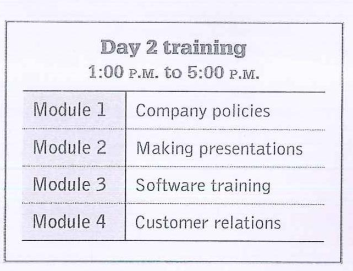 Day 2 training
1:00 P.M. to 5:00 P.M.
Module 1 Company policies
Module 2 Making presentations
Module 3 Software training
Module 4 Customer relations